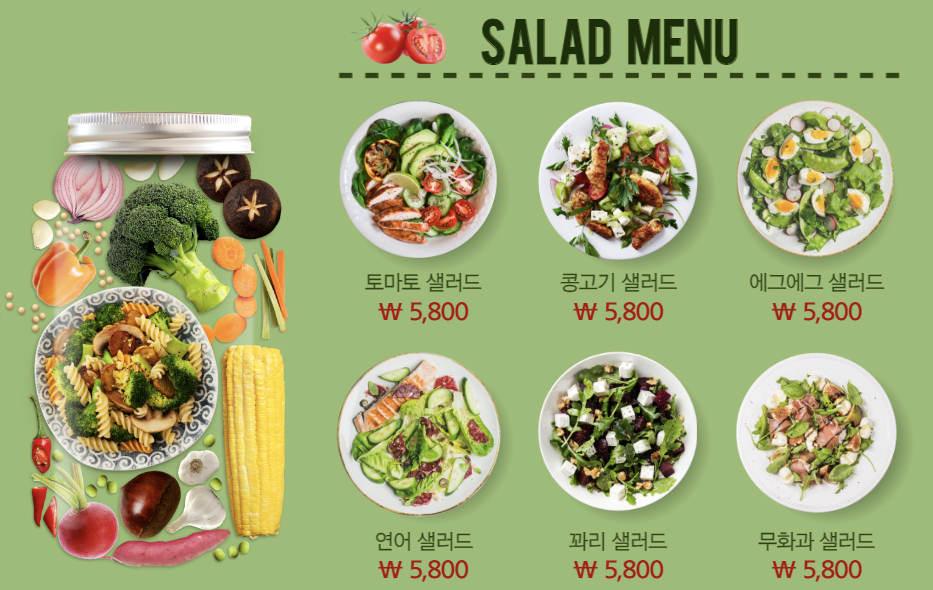 SALAD MENU
토마토 샐러드
₩ 5,800
콩고기 샐러드
₩ 5,800
에그에그 샐러드
₩ 5,800
연어 샐러드
₩ 5,800
꽈리 샐러드
₩ 5,800
무화과 샐러드
₩ 5,800